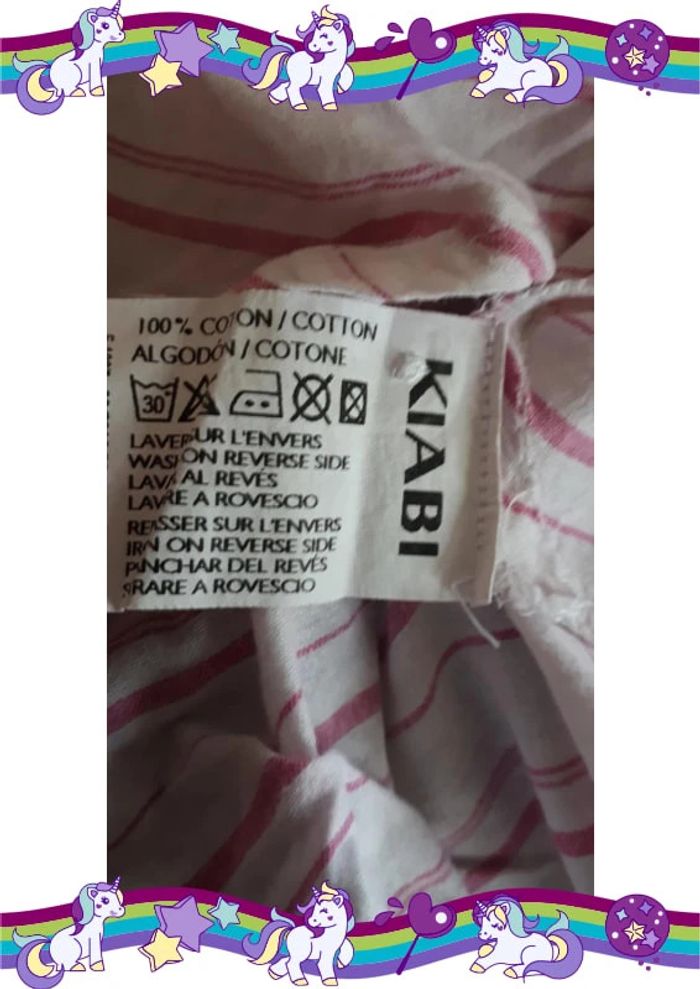 100% COTON / COTTON
ALGODÓN / COTONE
30°
LAVER SUR L'ENVERS
WASH ON REVERSE SIDE
LAVAR AL REVÉS
LAVARE A ROVESCIO
REPASSER SUR L'ENVERS
IRON ON REVERSE SIDE
PLANCHAR DEL REVÉS
STIRARE A ROVESCIO
KIABI